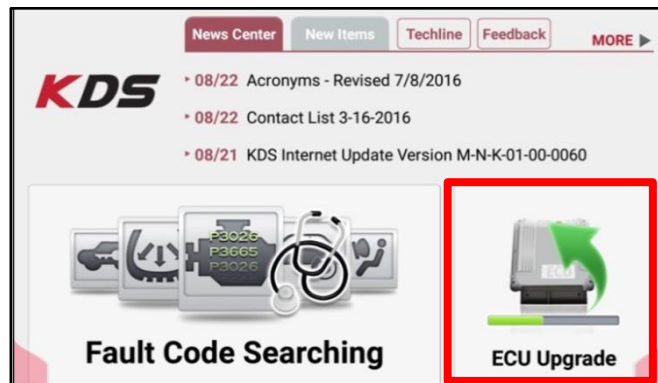 News Center New Items Techline Feedback MORE
KDS
08/22 Acronyms - Revised 7/8/2016
08/22 Contact List 3-16-2016
08/21 KDS Internet Update Version M-N-K-01-00-0060
P3026
P3665
P3026
ECU
Fault Code Searching
ECU Upgrade